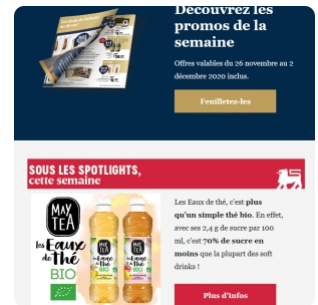 Découvrez les
promos de la
semaine
Offres valables du 26 novembre au 2
décembre 2020 inclus.
Feuilletez-les
SOUS LES SPOTLIGHTS,
cette semaine
MAY
TEA
les Eaux
de thé
BIO
Les Eaux de thé, c'est plus
qu'un simple thé bio. En effet,
avec ses 2,4 g de sucre par 100
ml, c'est 70% de sucre en
moins que la plupart des soft
drinks !
Plus d'infos